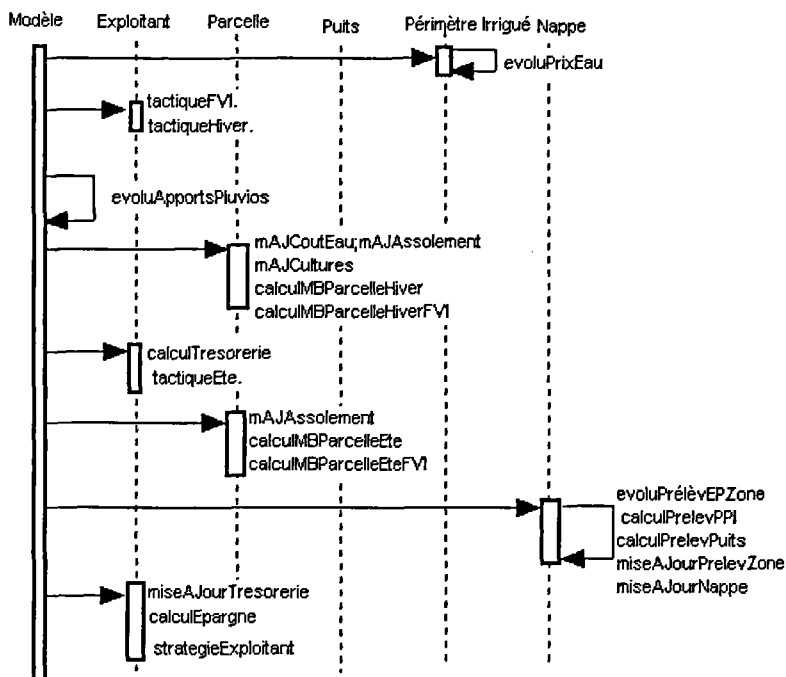 Modèle Exploitant Parcelle Puits Périmètre Irrigué Nappe
evoluPrixEau
tactiqueFVI.
tactiqueHiver.
evoluApportsPluvios
mAJCoutEau;mAJAssolement
mAJCultures
calculMBParcelleHiver
calculMBParcelleHiverFVI
calculTresorerie
tactiqueEte.
mAJAssolement
calculMBParcelleEte
calculMBParcelleEteFVI
evoluPrélèvEPZone
calculPrelevPPI
calculPrelevPuits
miseAJourPrelevZone
miseAJourNappe
miseAJourTresorerie
calculEpargne
strategieExploitant